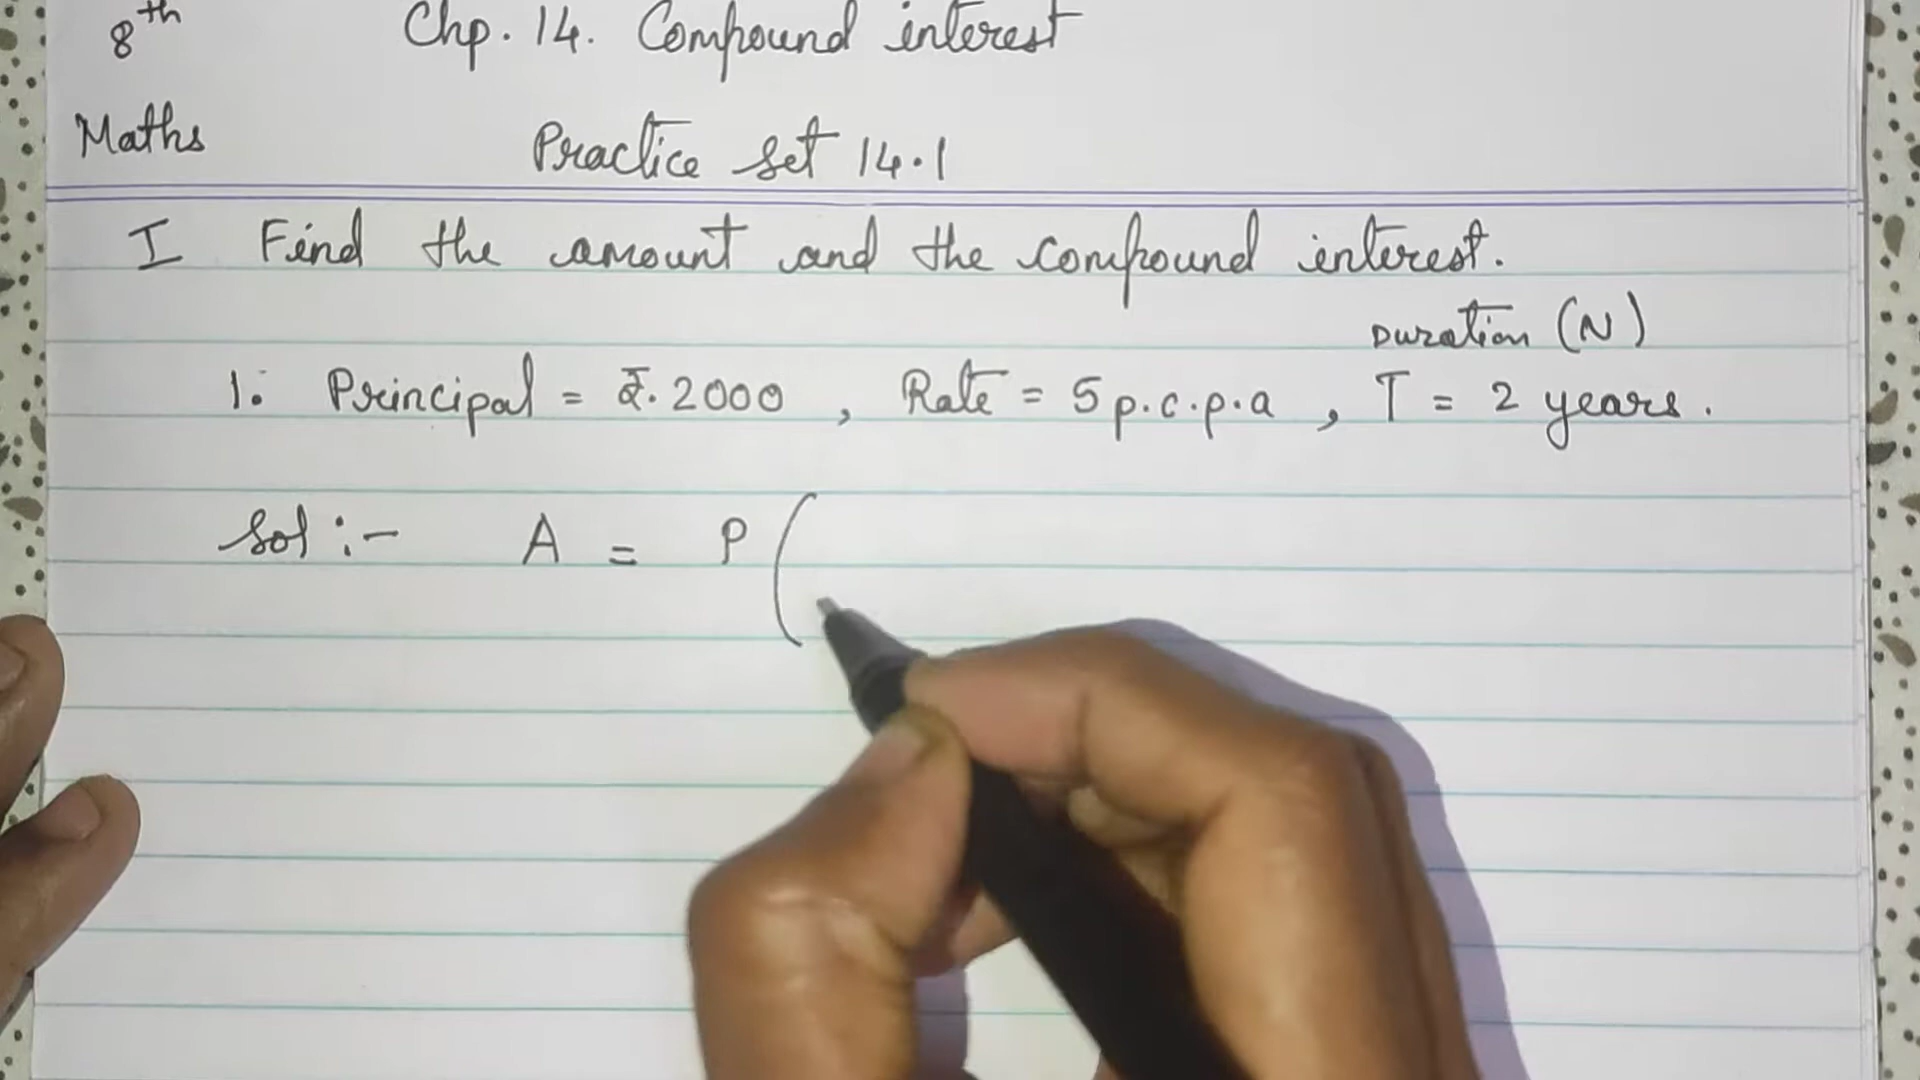 8th Chp. 14. Compound interest
Maths Practice set 14.1
I Find the amount and the compound interest.
Duration (N)
1. Principal = ₹. 2000 , Rate = 5 p.c.p.a , T = 2 years.
Sol :- A = P (